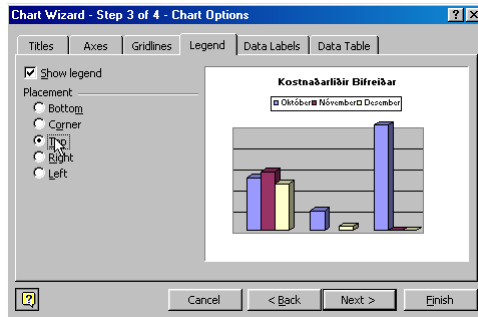 Chart Wizard - Step 3 of 4 - Chart Options
Titles Axes Gridlines Legend Data Labels Data Table
Show legend
Placement
Bottom
Corner
Top
Right
Left
Kostnaðarliðir Bifreiðar
Október Nóvember Desember
Cancel < Back Next > Finish